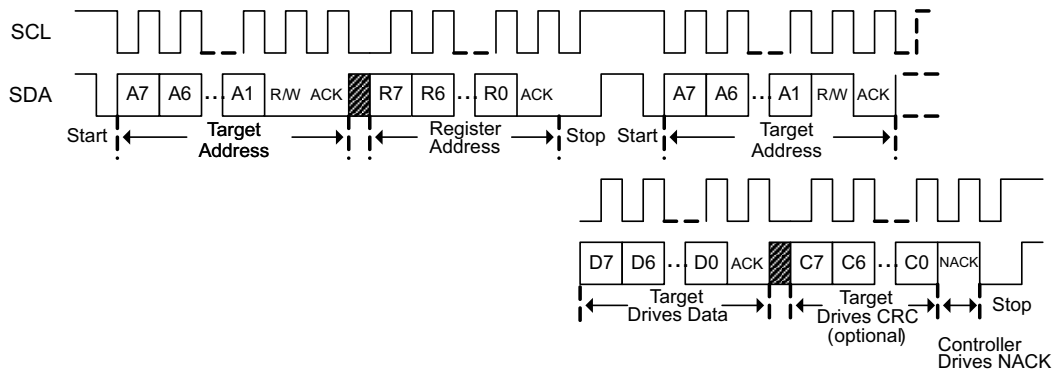 SCL
SDA A7 A6 ... A1 R/W ACK R7 R6 ... R0 ACK A7 A6 ... A1 R/W ACK
Start Target Address Register Address Stop Start Target Address
D7 D6 ... D0 ACK C7 C6 ... C0 NACK
Target Drives Data Target Drives CRC (optional) Stop
Controller Drives NACK